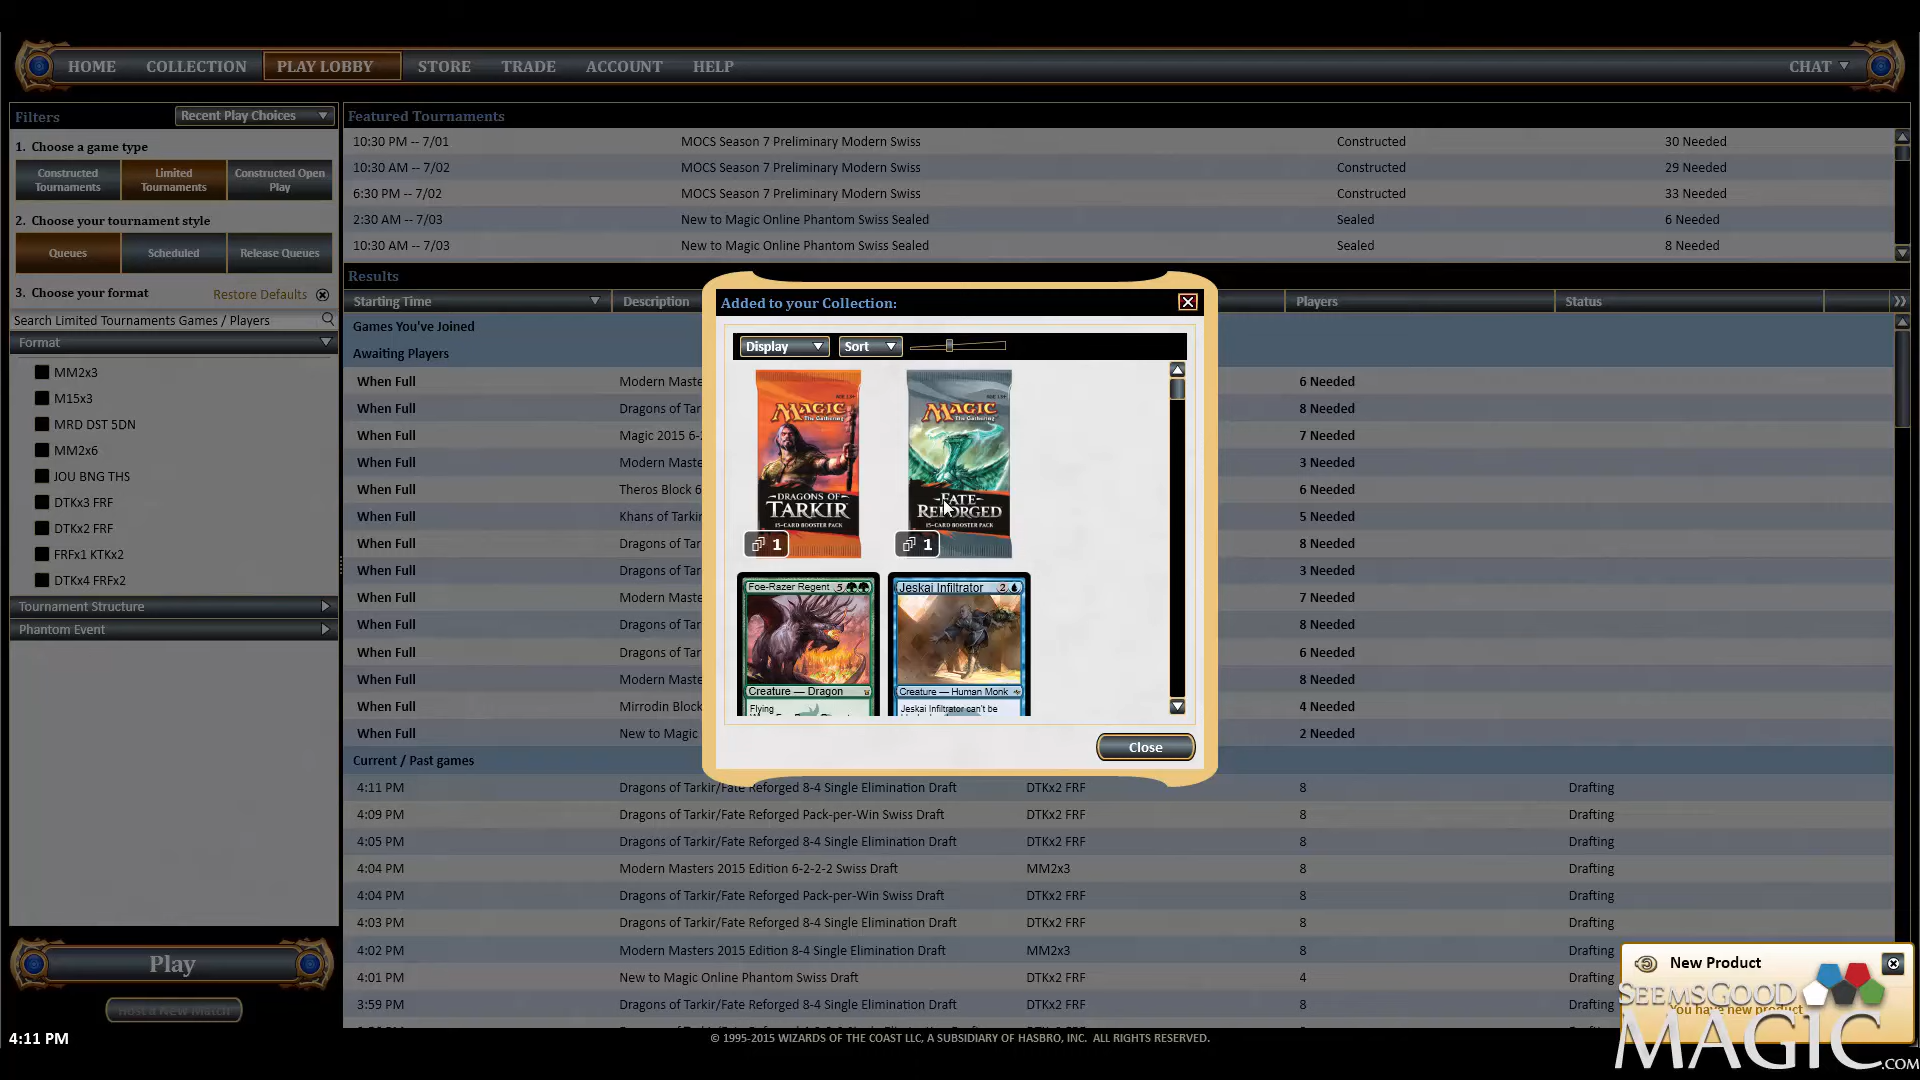 HOME COLLECTION PLAY LOBBY STORE TRADE ACCOUNT HELP CHAT
Filters Recent Play Choices
1. Choose a game type
Constructed Tournaments Limited Tournaments Constructed Open Play
2. Choose your tournament style
Queues Scheduled Release Queues
3. Choose your format Restore Defaults
Search Limited Tournaments Games / Players
Format
MM2x3
M15x3
MRD DST 5DN
MM2x6
JOU BNG THS
DTKx3 FRF
DTKx2 FRF
FRFx1 KTKx2
DTKx4 FRFx2
Tournament Structure
Phantom Event
Play
Host a New Match
4:11 PM
Featured Tournaments
10:30 PM -- 7/01 MOCS Season 7 Preliminary Modern Swiss Constructed 30 Needed
10:30 AM -- 7/02 MOCS Season 7 Preliminary Modern Swiss Constructed 29 Needed
6:30 PM -- 7/02 MOCS Season 7 Preliminary Modern Swiss Constructed 33 Needed
2:30 AM -- 7/03 New to Magic Online Phantom Swiss Sealed Sealed 6 Needed
10:30 AM -- 7/03 New to Magic Online Phantom Swiss Sealed Sealed 8 Needed
Results
Starting Time Description Players Status
Games You've Joined
Awaiting Players
When Full Modern Maste 6 Needed
When Full Dragons of Tar 8 Needed
When Full Magic 2015 6- 7 Needed
When Full Modern Maste 3 Needed
When Full Theros Block 6 6 Needed
When Full Khans of Tarkir 5 Needed
When Full Dragons of Tar 8 Needed
When Full Dragons of Tar 3 Needed
When Full Modern Maste 7 Needed
When Full Dragons of Tar 8 Needed
When Full Dragons of Tar 6 Needed
When Full Modern Maste 8 Needed
When Full Mirrodin Block 4 Needed
When Full New to Magic 2 Needed
Current / Past games
4:11 PM Dragons of Tarkir/Fate Reforged 8-4 Single Elimination Draft DTKx2 FRF 8 Drafting
4:09 PM Dragons of Tarkir/Fate Reforged Pack-per-Win Swiss Draft DTKx2 FRF 8 Drafting
4:05 PM Dragons of Tarkir/Fate Reforged 8-4 Single Elimination Draft DTKx2 FRF 8 Drafting
4:04 PM Modern Masters 2015 Edition 6-2-2-2 Swiss Draft MM2x3 8 Drafting
4:04 PM Dragons of Tarkir/Fate Reforged Pack-per-Win Swiss Draft DTKx2 FRF 8 Drafting
4:03 PM Dragons of Tarkir/Fate Reforged 8-4 Single Elimination Draft DTKx2 FRF 8 Drafting
4:02 PM Modern Masters 2015 Edition 8-4 Single Elimination Draft MM2x3 8 Drafting
4:01 PM New to Magic Online Phantom Swiss Draft DTKx2 FRF 4 Drafting
3:59 PM Dragons of Tarkir/Fate Reforged 8-4 Single Elimination Draft DTKx2 FRF 8 Drafting
Added to your Collection:
Display Sort
MAGIC
The Gathering
DRAGONS OF
TARKIR
15-CARD BOOSTER PACK
1
MAGIC
The Gathering
FATE
REFORGED
15-CARD BOOSTER PACK
1
Foe-Razer Regent 5
Creature — Dragon
Flying
Jeskai Infiltrator 2
Creature — Human Monk
Jeskai Infiltrator can't be
Close
New Product
You have new product
SEEMSGOOD
MAGIC.COM
© 1995-2015 WIZARDS OF THE COAST LLC, A SUBSIDIARY OF HASBRO, INC. ALL RIGHTS RESERVED.